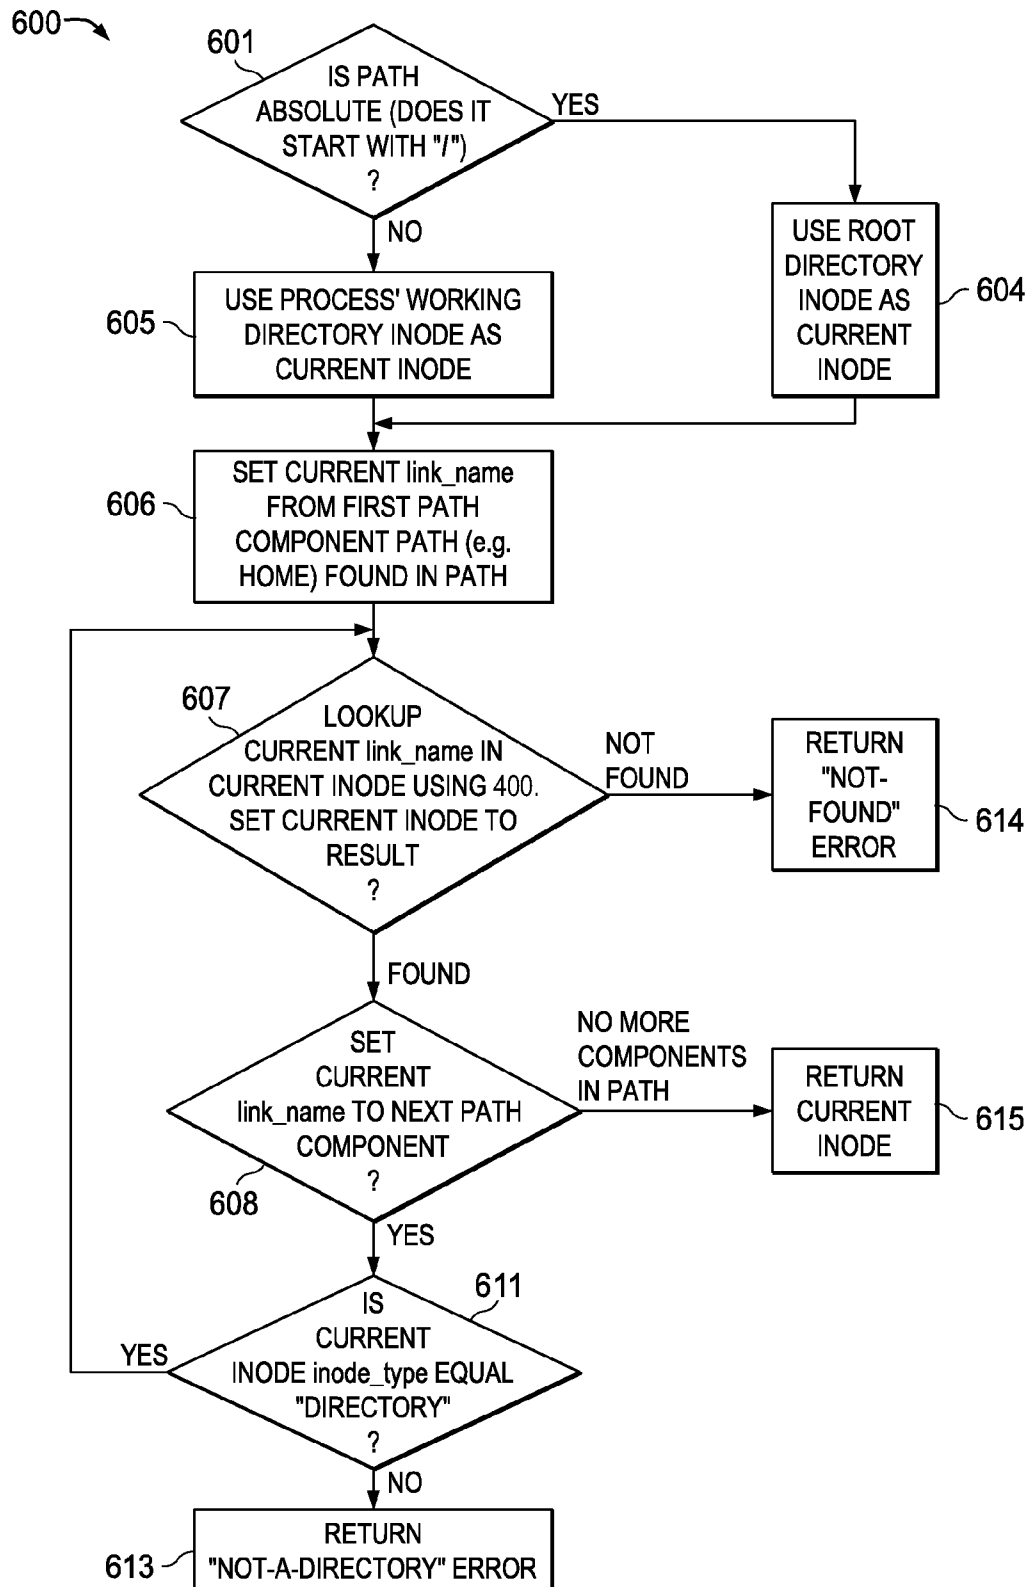 600
601
IS PATH
ABSOLUTE (DOES IT
START WITH "/")
?
YES
NO
USE ROOT
DIRECTORY
INODE AS
CURRENT
INODE
604
605
USE PROCESS' WORKING
DIRECTORY INODE AS
CURRENT INODE
606
SET CURRENT link_name
FROM FIRST PATH
COMPONENT PATH (e.g.
HOME) FOUND IN PATH
607
LOOKUP
CURRENT link_name IN
CURRENT INODE USING 400.
SET CURRENT INODE TO
RESULT
?
NOT
FOUND
RETURN
"NOT-
FOUND"
ERROR
614
FOUND
SET
CURRENT
link_name TO NEXT PATH
COMPONENT
?
608
NO MORE
COMPONENTS
IN PATH
RETURN
CURRENT
INODE
615
YES
611
IS
CURRENT
INODE inode_type EQUAL
"DIRECTORY"
?
YES
NO
613
RETURN
"NOT-A-DIRECTORY" ERROR